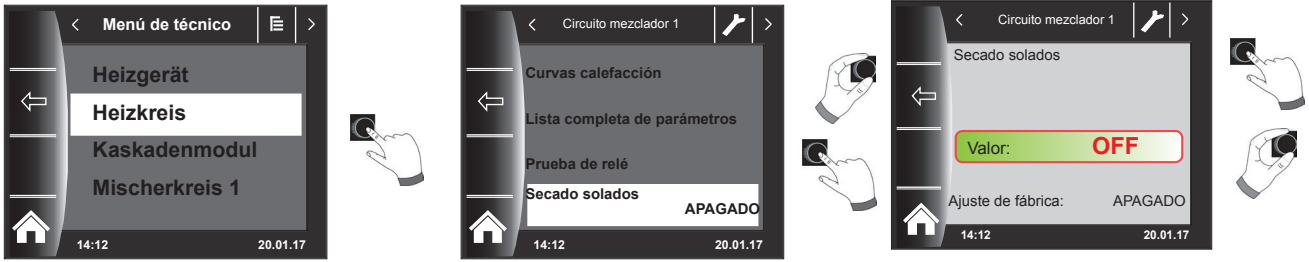 Menú de técnico
Heizgerät
Heizkreis
Kaskadenmodul
Mischerkreis 1
14:12 20.01.17
Circuito mezclador 1
Curvas calefacción
Lista completa de parámetros
Prueba de relé
Secado solados
APAGADO
14:12 20.01.17
Circuito mezclador 1
Secado solados
Valor: OFF
Ajuste de fábrica: APAGADO
14:12 20.01.17